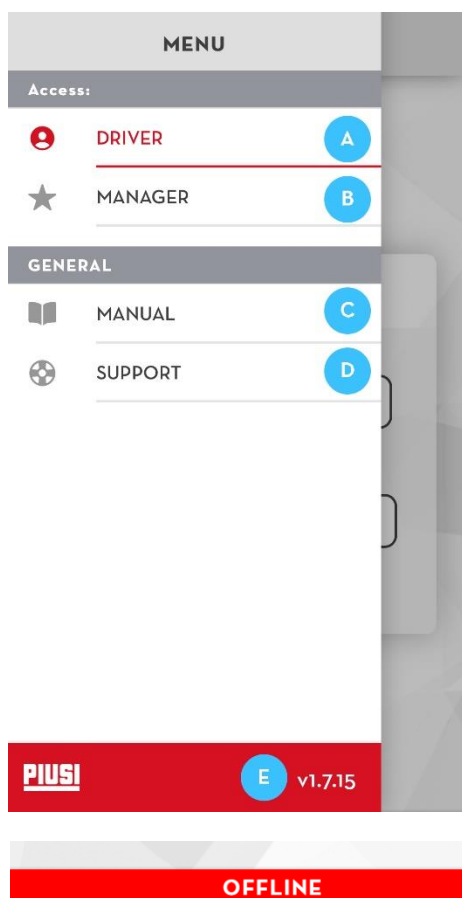 MENU
Access:
DRIVER A
MANAGER B
GENERAL
MANUAL C
SUPPORT D
PIUSI E v1.7.15
OFFLINE